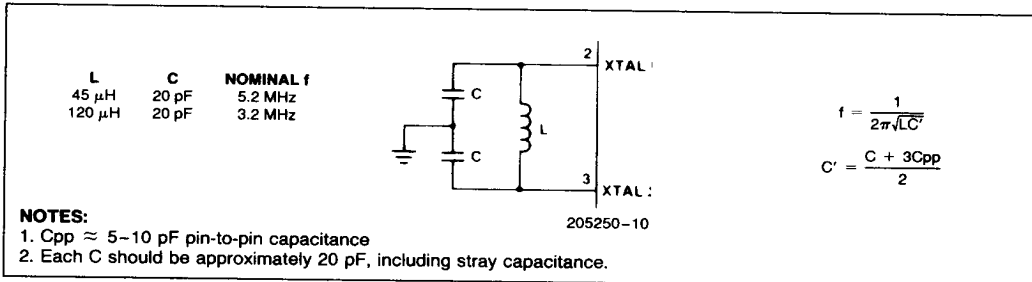 L C NOMINAL f
45 μH 20 pF 5.2 MHz
120 μH 20 pF 3.2 MHz
C
C
L
2
XTAL
3
XTAL
205250-10
f = 1 / 2π√LC′
C′ = C + 3Cpp / 2
NOTES:
1. Cpp ≈ 5–10 pF pin-to-pin capacitance
2. Each C should be approximately 20 pF, including stray capacitance.